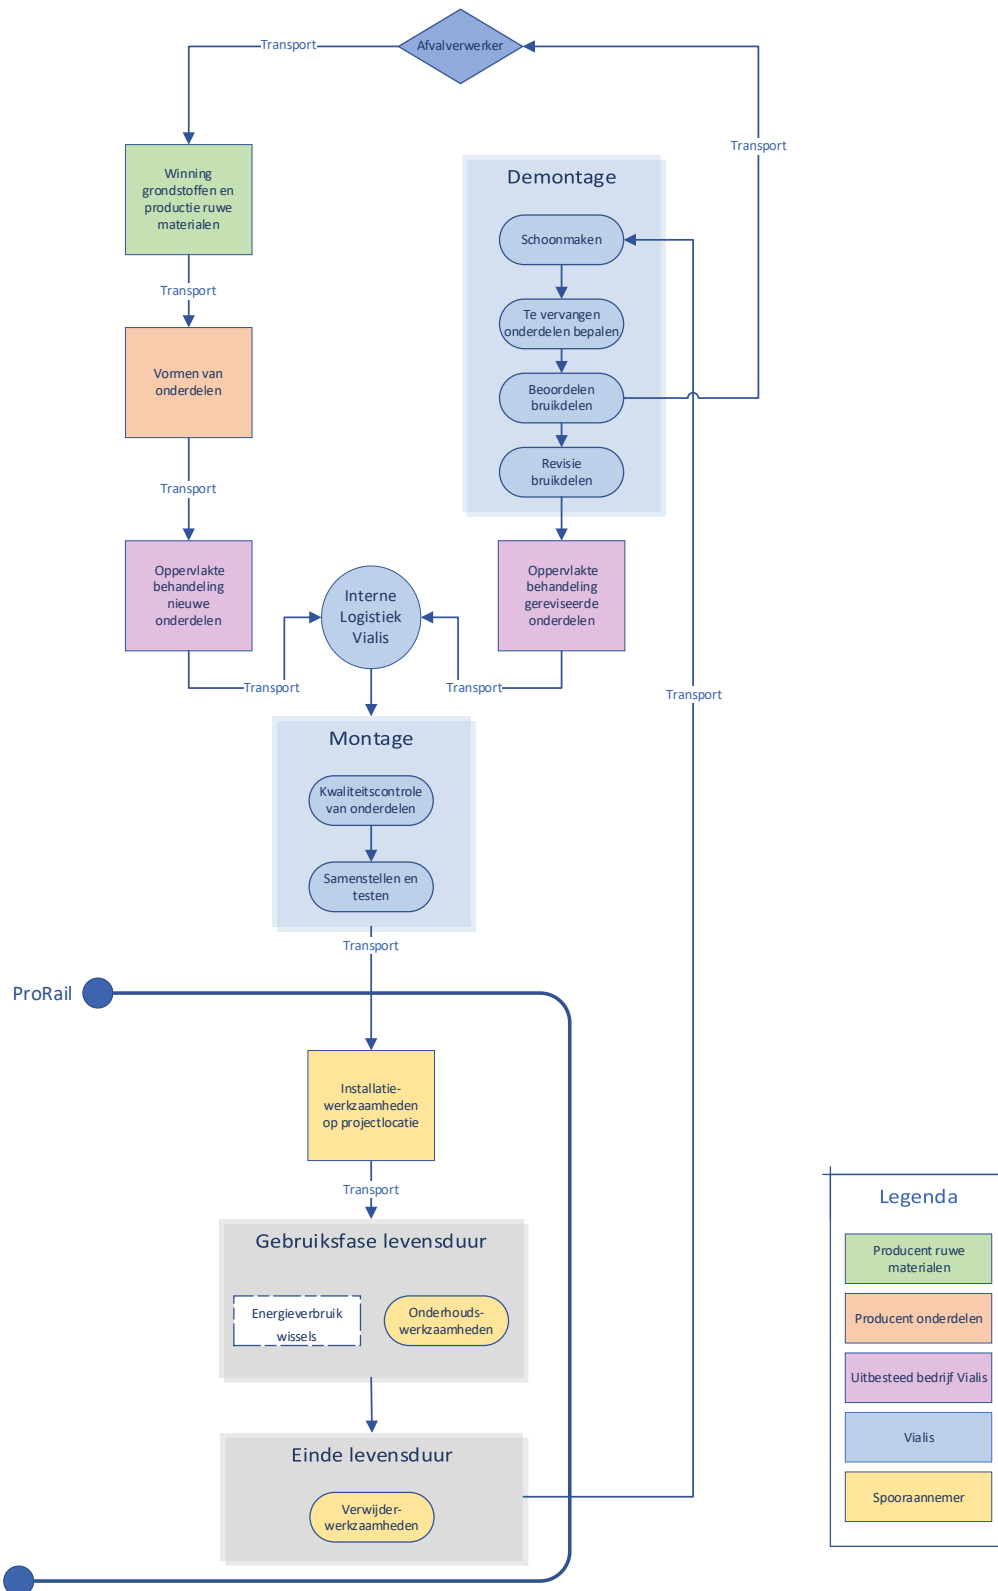 Afvalverwerker
Transport
Transport
Winning
grondstoffen en
productie ruwe
materialen
Demontage
Schoonmaken
Transport
Te vervangen
onderdelen bepalen
Vormen van
onderdelen
Beoordelen
bruikdelen
Revisie
bruikdelen
Transport
Oppervlakte
behandeling
nieuwe
onderdelen
Interne
Logistiek
Vialis
Oppervlakte
behandeling
gereviseerde
onderdelen
Transport
Transport
Transport
Montage
Kwaliteitscontrole
van onderdelen
Samenstellen en
testen
Transport
ProRail
Installatie-
werkzaamheden
op projectlocatie
Transport
Gebruiksfase levensduur
Energieverbruik
wissels
Onderhouds-
werkzaamheden
Einde levensduur
Verwijder-
werkzaamheden
Legenda
Producent ruwe
materialen
Producent onderdelen
Uitbesteed bedrijf Vialis
Vialis
Spooraannemer